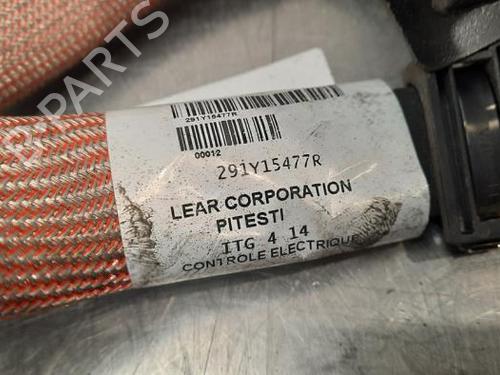 291Y15477R
00012
291Y15477R
LEAR CORPORATION
PITESTI
ITG 4 14
CONTROLE ELECTRIQUE
B PARTS